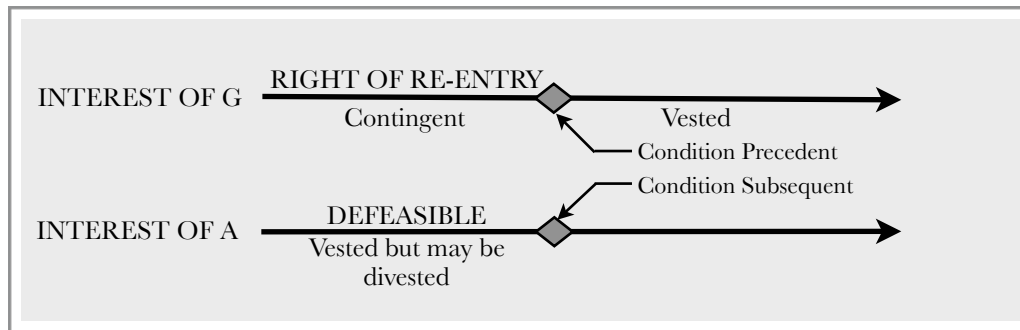 RIGHT OF RE-ENTRY
INTEREST OF G
Contingent
Vested
Condition Precedent
Condition Subsequent
DEFEASIBLE
INTEREST OF A
Vested but may be
divested